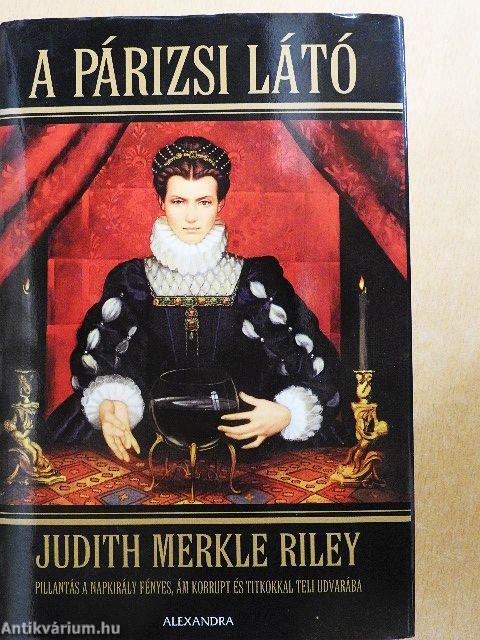 A PÁRIZSI LÁTÓ
JUDITH MERKLE RILEY
PILLANTÁS A NAPKIRÁLY FÉNYES, ÁM KORRUPT ÉS TITKOKKAL TELI UDVARÁBA
ALEXANDRA
Antikvárium.hu